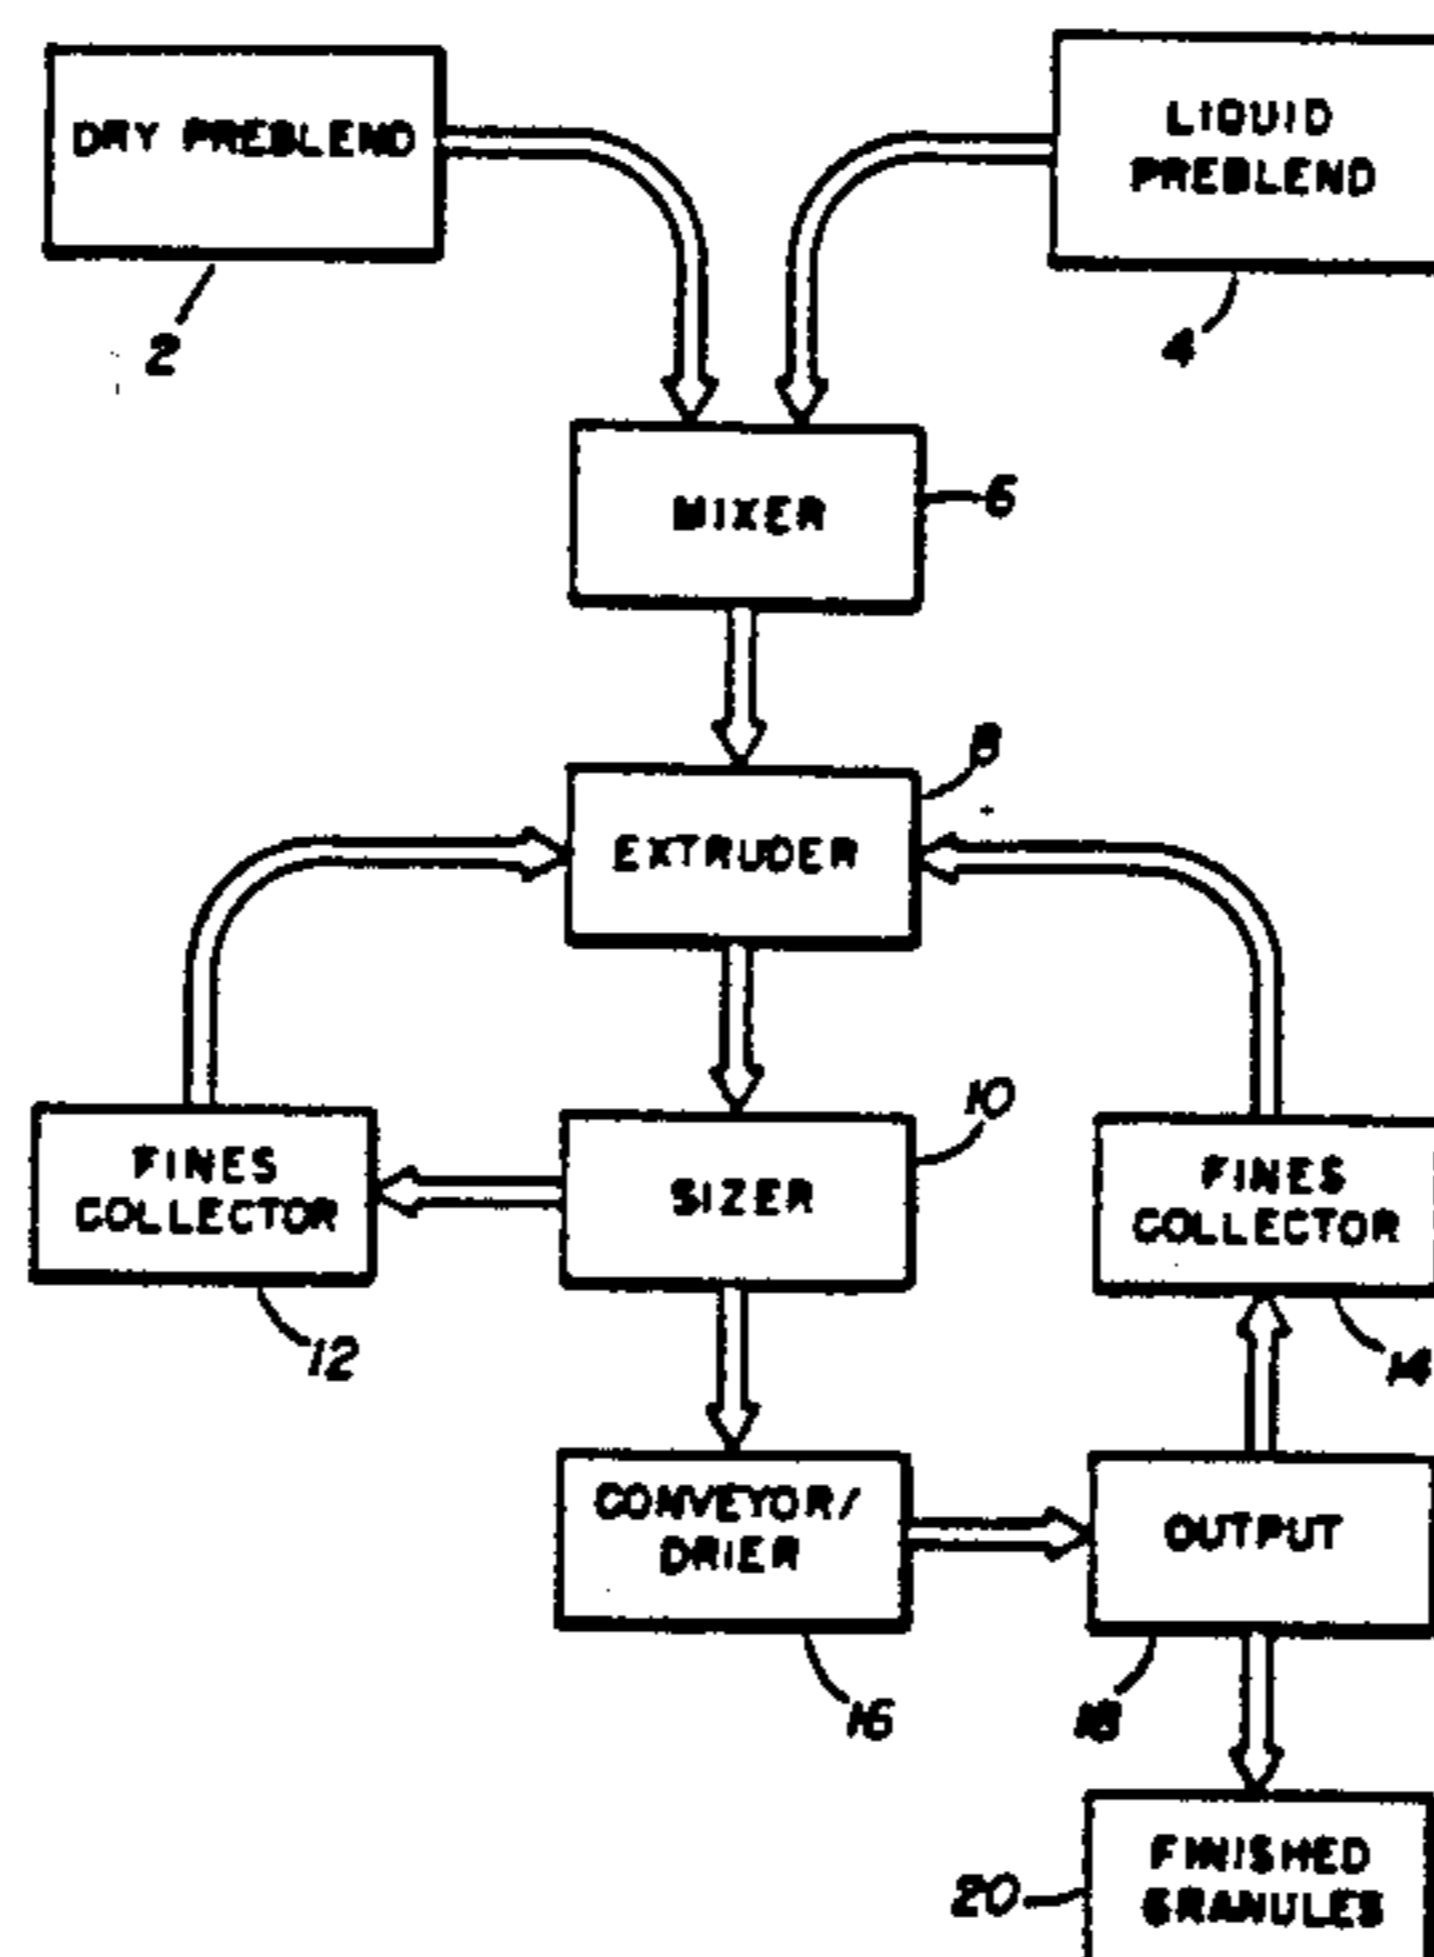 DRY PREBLEND
LIQUID
PREBLEND
2
4
MIXER
6
8
EXTRUDER
10
FINES
COLLECTOR
SIZER
FINES
COLLECTOR
12
14
CONVEYOR/
DRIER
OUTPUT
16
18
FINISHED
GRANULES
20